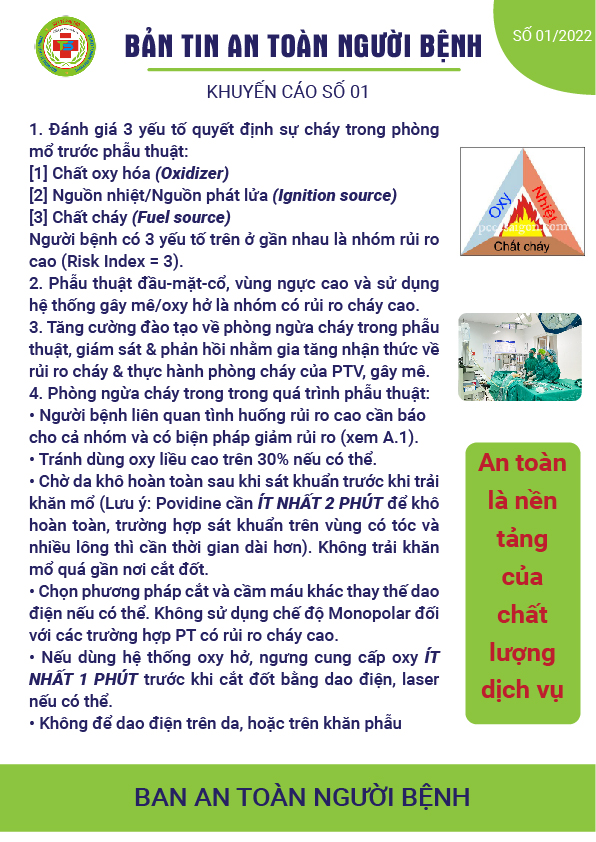 BẢN TIN AN TOÀN NGƯỜI BỆNH
SỐ 01/2022
KHUYẾN CÁO SỐ 01
1. Đánh giá 3 yếu tố quyết định sự cháy trong phòng
mổ trước phẫu thuật:
[1] Chất oxy hóa (Oxidizer)
[2] Nguồn nhiệt/Nguồn phát lửa (Ignition source)
[3] Chất cháy (Fuel source)
Người bệnh có 3 yếu tố trên ở gần nhau là nhóm rủi ro
cao (Risk Index = 3).
2. Phẫu thuật đầu-mặt-cổ, vùng ngực cao và sử dụng
hệ thống gây mê/oxy hở là nhóm có rủi ro cháy cao.
3. Tăng cường đào tạo về phòng ngừa cháy trong phẫu
thuật, giám sát & phản hồi nhằm gia tăng nhận thức về
rủi ro cháy & thực hành phòng cháy của PTV, gây mê.
4. Phòng ngừa cháy trong trong quá trình phẫu thuật:
• Người bệnh liên quan tình huống rủi ro cao cần báo
cho cả nhóm và có biện pháp giảm rủi ro (xem A.1).
• Tránh dùng oxy liều cao trên 30% nếu có thể.
• Chờ da khô hoàn toàn sau khi sát khuẩn trước khi trải
khăn mổ (Lưu ý: Povidine cần ÍT NHẤT 2 PHÚT để khô
hoàn toàn, trường hợp sát khuẩn trên vùng có tóc và
nhiều lông thì cần thời gian dài hơn). Không trải khăn
mổ quá gần nơi cắt đốt.
• Chọn phương pháp cắt và cầm máu khác thay thế dao
điện nếu có thể. Không sử dụng chế độ Monopolar đối
với các trường hợp PT có rủi ro cháy cao.
• Nếu dùng hệ thống oxy hở, ngưng cung cấp oxy ÍT
NHẤT 1 PHÚT trước khi cắt đốt bằng dao điện, laser
nếu có thể.
• Không để dao điện trên da, hoặc trên khăn phẫu
Oxy
Nhiệt
Chất cháy
An toàn
là nền
tảng
của
chất
lượng
dịch vụ
BAN AN TOÀN NGƯỜI BỆNH